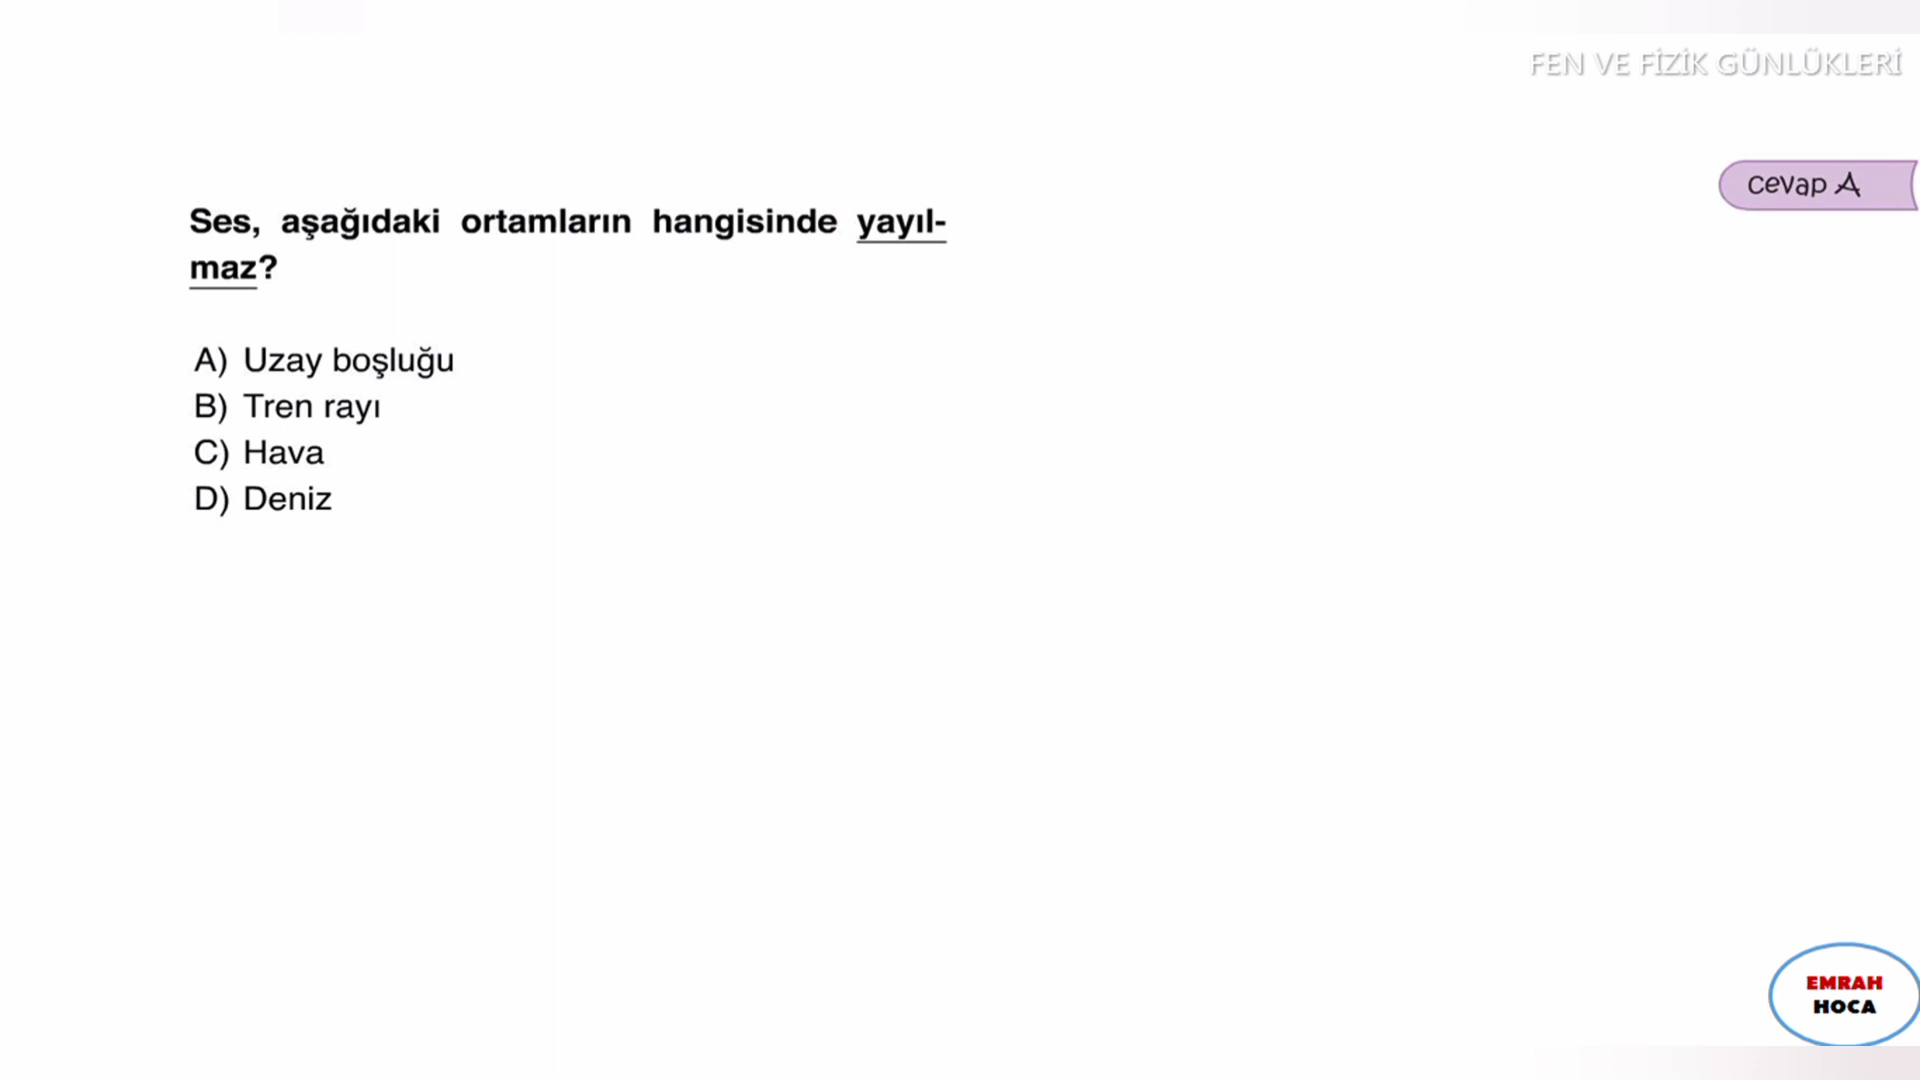 FEN VE FİZİK GÜNLÜKLERİ
cevap A
Ses, aşağıdaki ortamların hangisinde yayıl-
maz?
A) Uzay boşluğu
B) Tren rayı
C) Hava
D) Deniz
EMRAH
HOCA